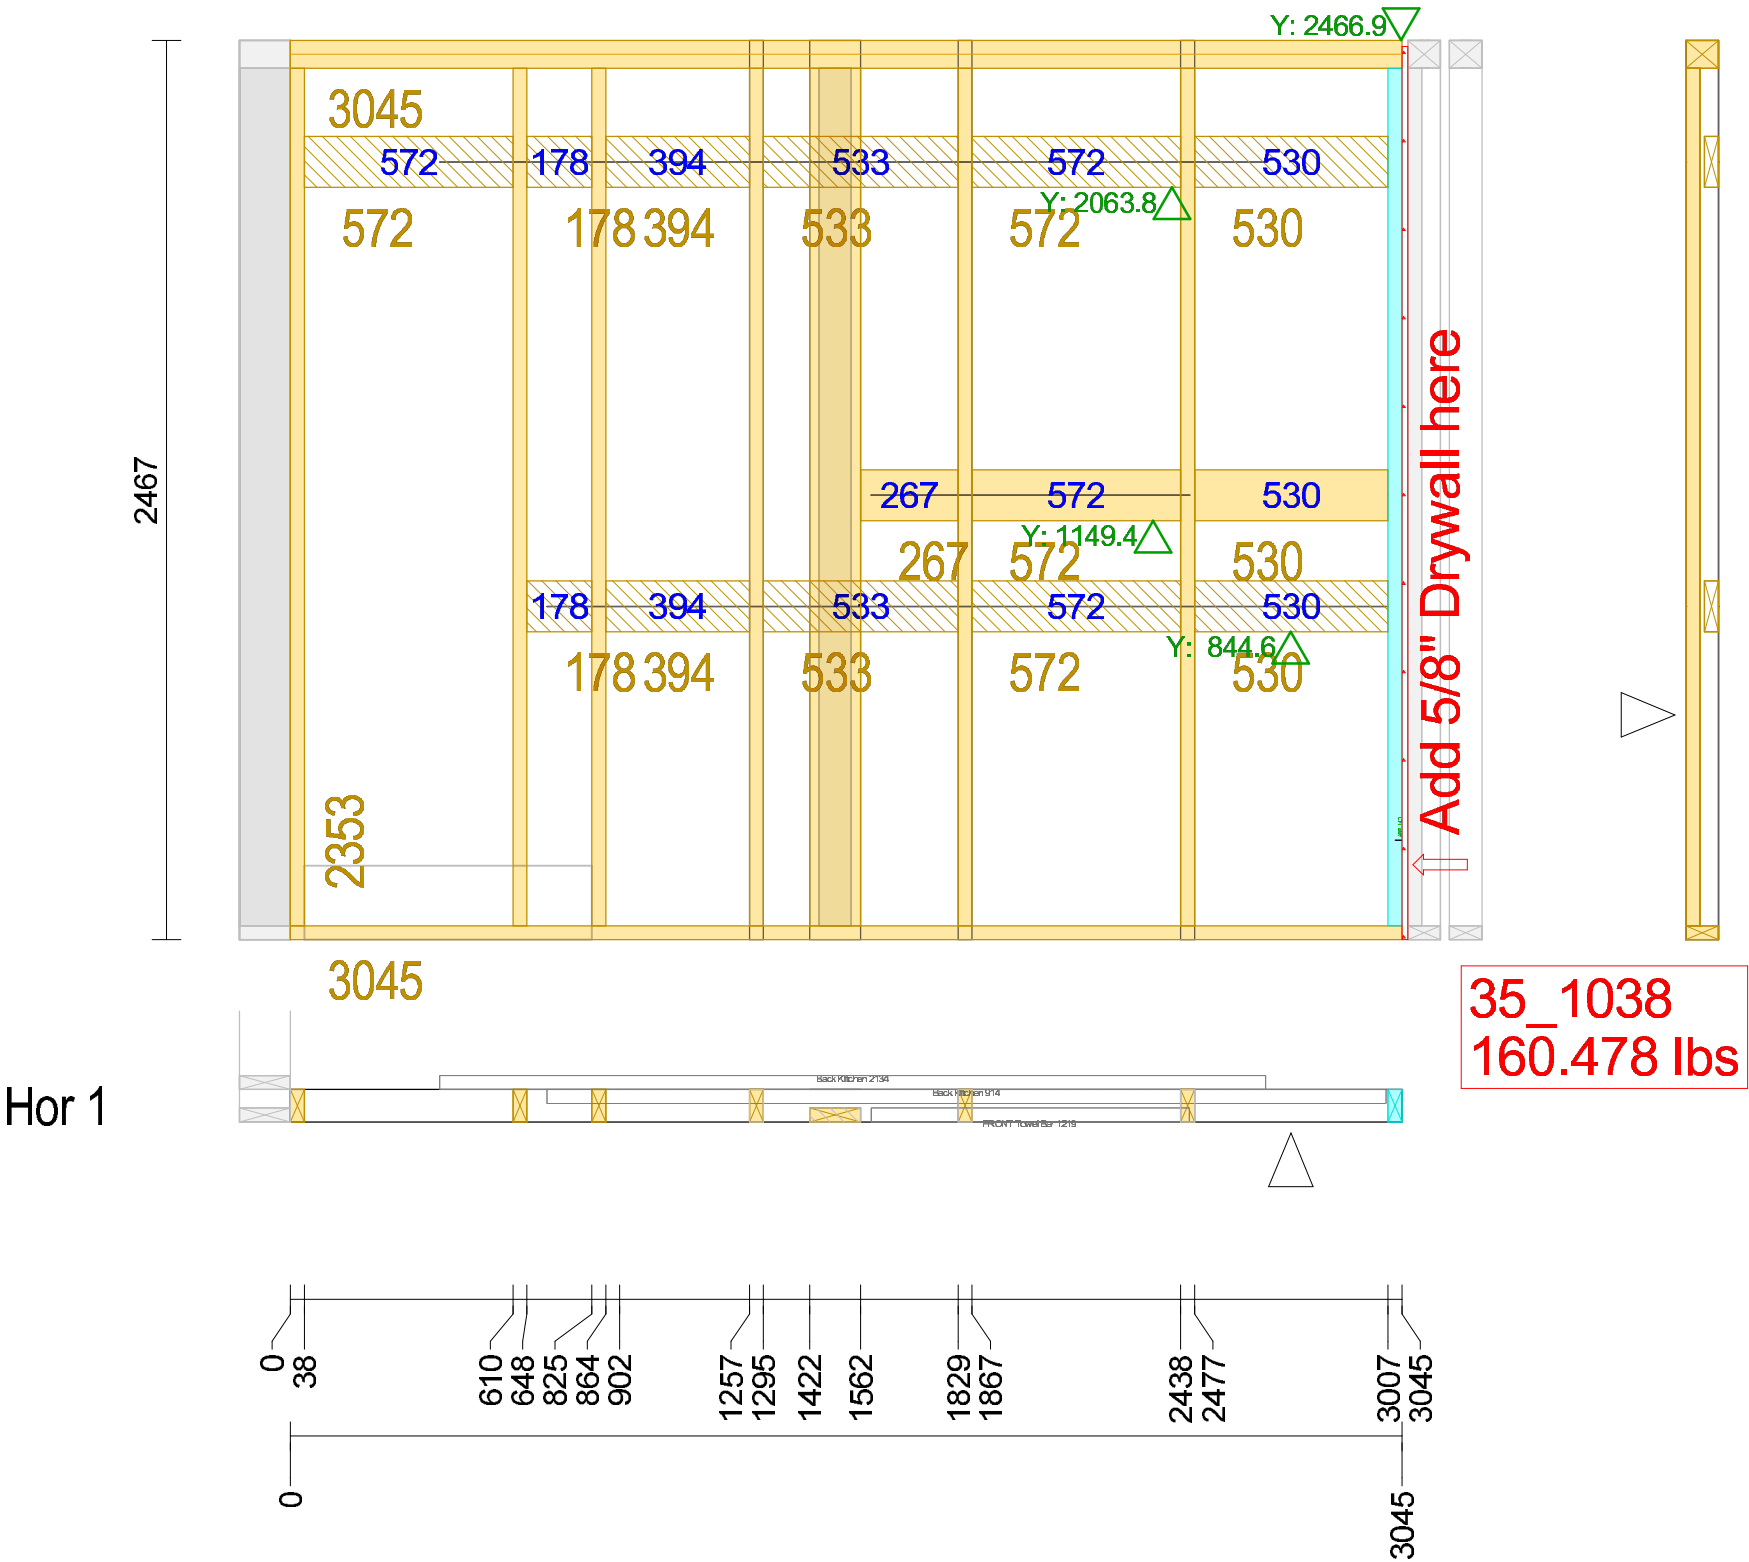 Y: 2466.9
3045
572 178 394 533 572 530
Y: 2063.8
572 178 394 533 572 530
2467
267 572 530
Y: 1149.4
267 572 530
178 394 533 572 530
Y: 844.6
178 394 533 572 530
Add 5/8" Drywall here
2353
3045
35_1038
160.478 lbs
Hor 1
Back Kitchen 2134
Back Kitchen 914
FRONT Towel Bar 1219
0 38 610 648 825 864 902 1257 1295 1422 1562 1829 1867 2438 2477 3007 3045
0 3045